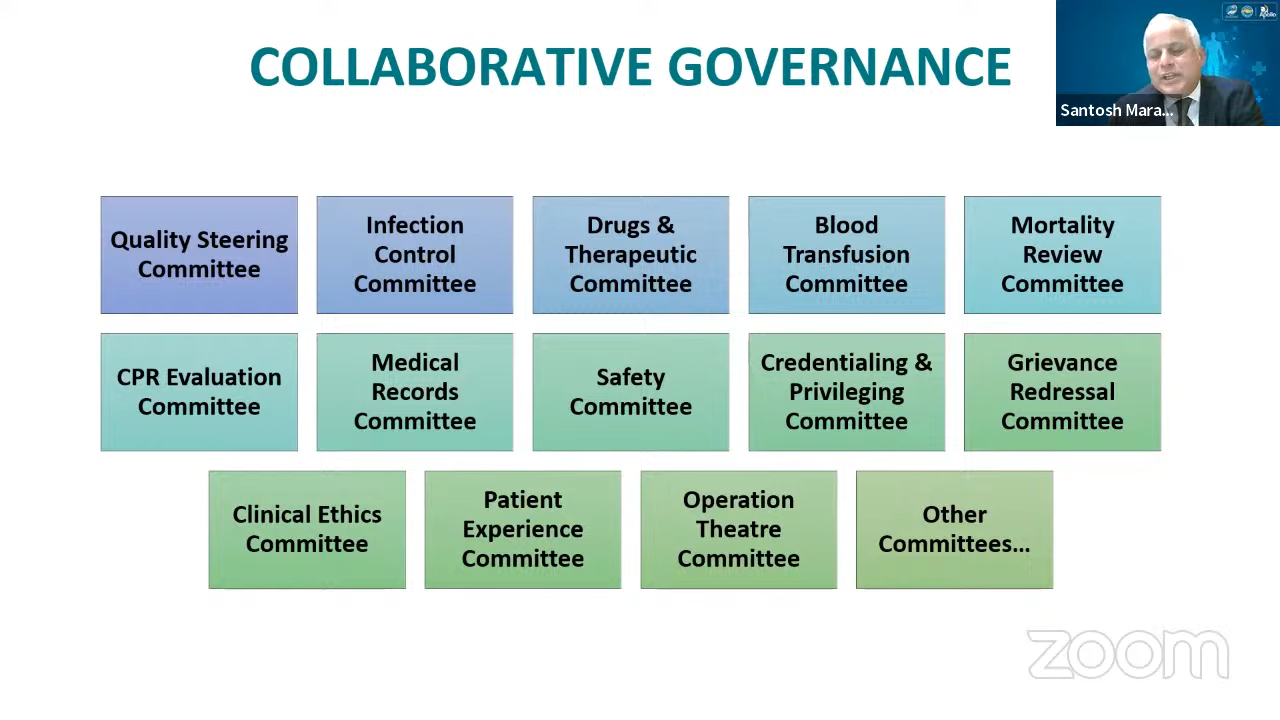 COLLABORATIVE GOVERNANCE
Apollo
Santosh Mara...
Quality Steering
Committee
Infection
Control
Committee
Drugs &
Therapeutic
Committee
Blood
Transfusion
Committee
Mortality
Review
Committee
CPR Evaluation
Committee
Medical
Records
Committee
Safety
Committee
Credentialing &
Privileging
Committee
Grievance
Redressal
Committee
Clinical Ethics
Committee
Patient
Experience
Committee
Operation
Theatre
Committee
Other
Committees...
zoom